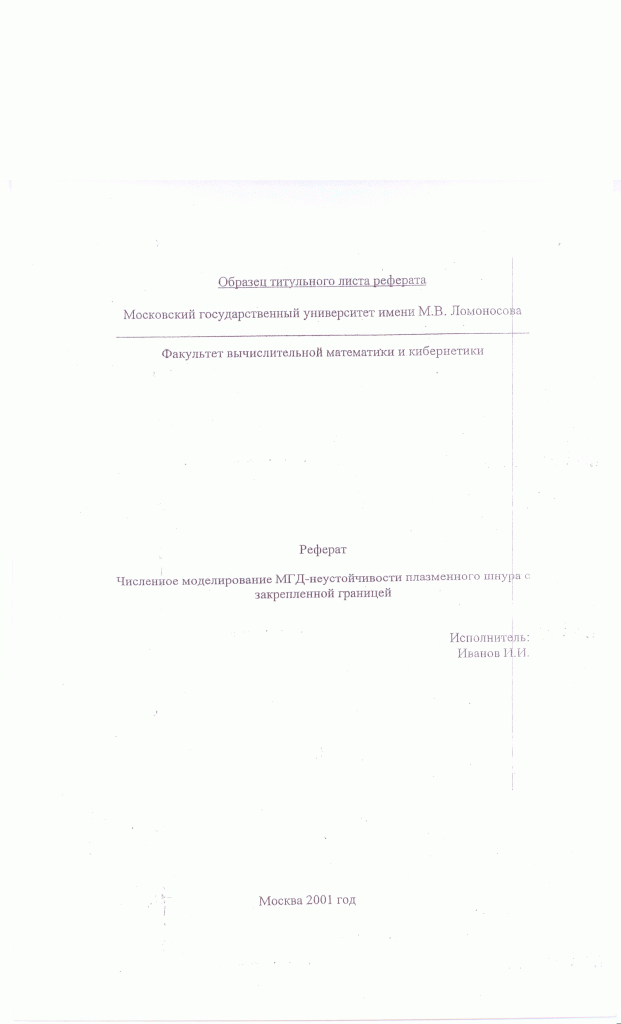 Образец титульного листа реферата
Московский государственный университет имени М.В. Ломоносова
Факультет вычислительной математики и кибернетики
Реферат
Численное моделирование МГД-неустойчивости плазменного шнура с
закрепленной границей
Исполнитель:
Иванов И.И.
Москва 2001 год